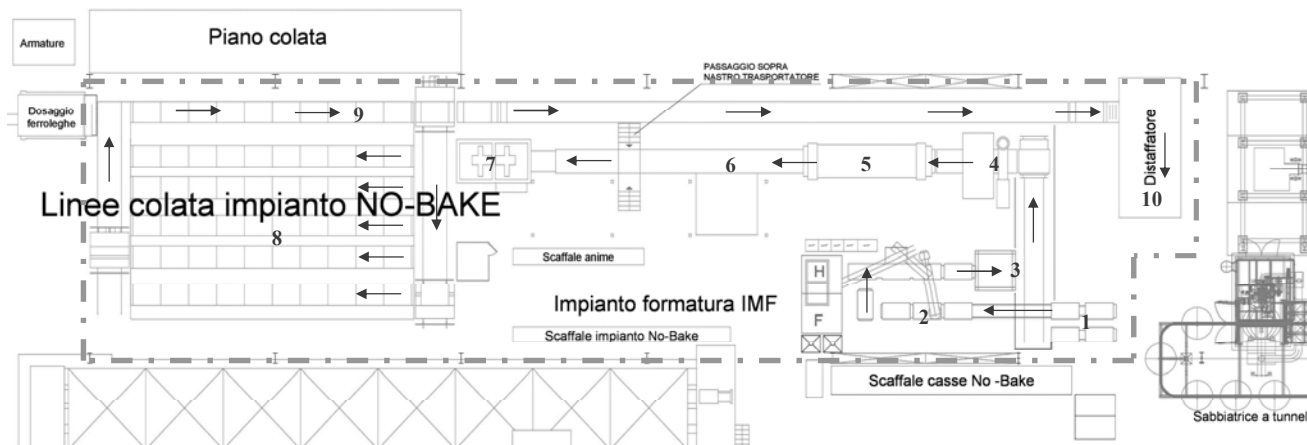 Piano colata
Armature
PASSAGGIO SOPRA
NASTRO TRASPORTATORE
Dosaggio
ferroleghe
9
7
6
5
4
Distaffatore
10
Linee colata impianto NO-BAKE
8
Scaffale anime
H
3
Impianto formatura IMF
F
2
1
Scaffale impianto No-Bake
Scaffale casse No -Bake
Sabbiatrice a tunnel